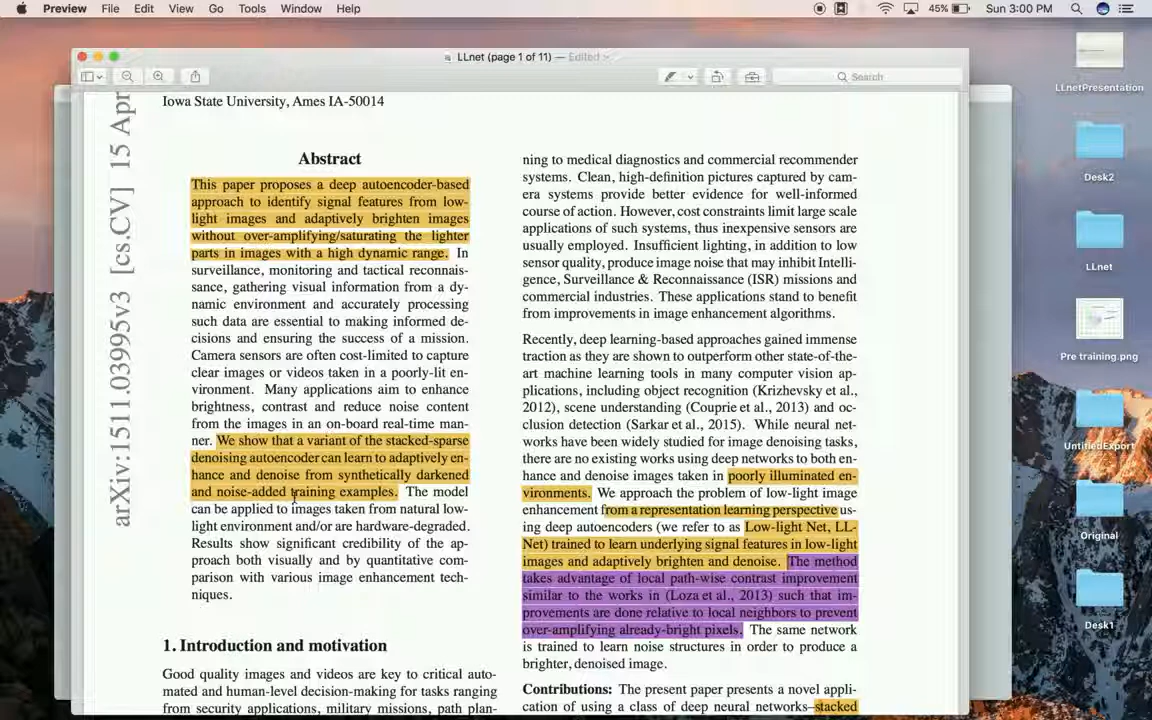 Preview File Edit View Go Tools Window Help 45% Sun 3:00 PM
LLnet (page 1 of 11) — Edited
Search
arXiv:1511.03995v3 [cs.CV] 15 Apr
Iowa State University, Ames IA-50014
Abstract
This paper proposes a deep autoencoder-based
approach to identify signal features from low-
light images and adaptively brighten images
without over-amplifying/saturating the lighter
parts in images with a high dynamic range. In
surveillance, monitoring and tactical reconnais-
sance, gathering visual information from a dy-
namic environment and accurately processing
such data are essential to making informed de-
cisions and ensuring the success of a mission.
Camera sensors are often cost-limited to capture
clear images or videos taken in a poorly-lit en-
vironment. Many applications aim to enhance
brightness, contrast and reduce noise content
from the images in an on-board real-time man-
ner. We show that a variant of the stacked-sparse
denoising autoencoder can learn to adaptively en-
hance and denoise from synthetically darkened
and noise-added training examples. The model
can be applied to images taken from natural low-
light environment and/or are hardware-degraded.
Results show significant credibility of the ap-
proach both visually and by quantitative com-
parison with various image enhancement tech-
niques.
1. Introduction and motivation
Good quality images and videos are key to critical auto-
mated and human-level decision-making for tasks ranging
from security applications, military missions, path plan-
ning to medical diagnostics and commercial recommender
systems. Clean, high-definition pictures captured by cam-
era systems provide better evidence for well-informed
course of action. However, cost constraints limit large scale
applications of such systems, thus inexpensive sensors are
usually employed. Insufficient lighting, in addition to low
sensor quality, produce image noise that may inhibit Intelli-
gence, Surveillance & Reconnaissance (ISR) missions and
commercial industries. These applications stand to benefit
from improvements in image enhancement algorithms.
Recently, deep learning-based approaches gained immense
traction as they are shown to outperform other state-of-the-
art machine learning tools in many computer vision ap-
plications, including object recognition (Krizhevsky et al.,
2012), scene understanding (Couprie et al., 2013) and oc-
clusion detection (Sarkar et al., 2015). While neural net-
works have been widely studied for image denoising tasks,
there are no existing works using deep networks to both en-
hance and denoise images taken in poorly illuminated en-
vironments. We approach the problem of low-light image
enhancement from a representation learning perspective us-
ing deep autoencoders (we refer to as Low-light Net, LL-
Net) trained to learn underlying signal features in low-light
images and adaptively brighten and denoise. The method
takes advantage of local path-wise contrast improvement
similar to the works in (Loza et al., 2013) such that im-
provements are done relative to local neighbors to prevent
over-amplifying already-bright pixels. The same network
is trained to learn noise structures in order to produce a
brighter, denoised image.
Contributions: The present paper presents a novel appli-
cation of using a class of deep neural networks–stacked
LLnetPresentation
Desk2
LLnet
Pre training.png
UntitledExport
Original
Desk1